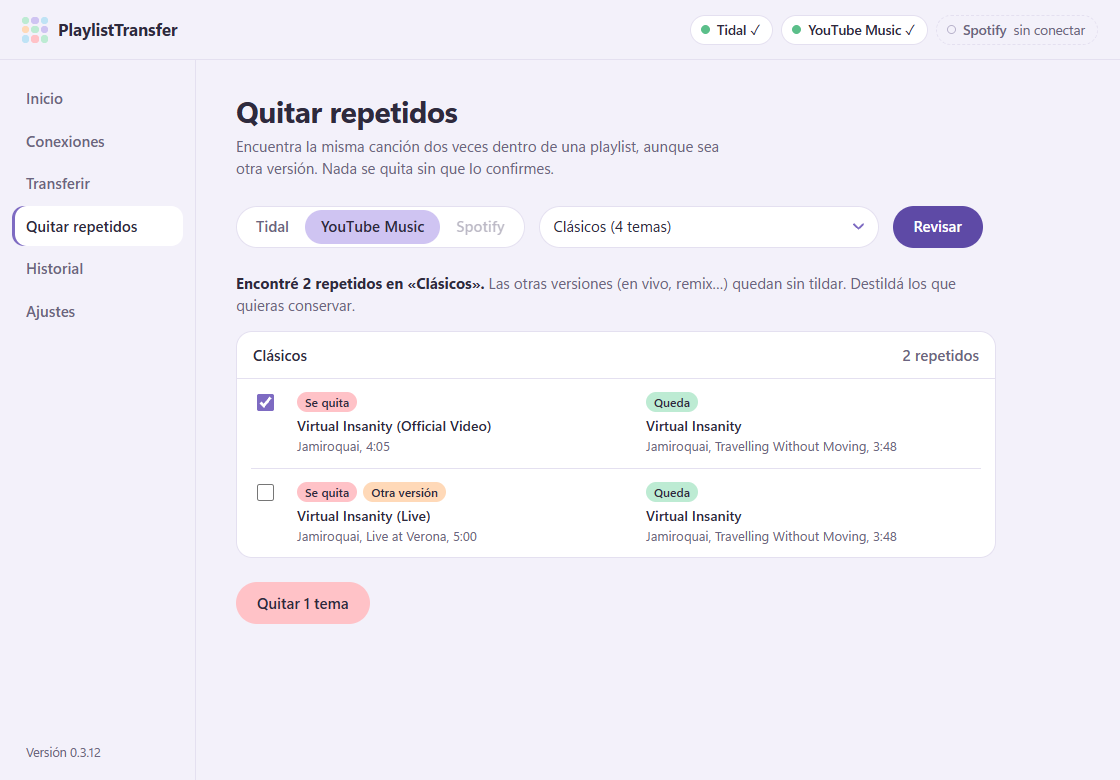 PlaylistTransfer
Tidal ✓
YouTube Music ✓
Spotify sin conectar
Inicio
Conexiones
Transferir
Quitar repetidos
Historial
Ajustes
Versión 0.3.12
Quitar repetidos
Encuentra la misma canción dos veces dentro de una playlist, aunque sea
otra versión. Nada se quita sin que lo confirmes.
Tidal
YouTube Music
Spotify
Clásicos (4 temas)
Revisar
Encontré 2 repetidos en «Clásicos». Las otras versiones (en vivo, remix...) quedan sin tildar. Destildá los que
quieras conservar.
Clásicos
2 repetidos
Se quita
Virtual Insanity (Official Video)
Jamiroquai, 4:05
Queda
Virtual Insanity
Jamiroquai, Travelling Without Moving, 3:48
Se quita
Otra versión
Virtual Insanity (Live)
Jamiroquai, Live at Verona, 5:00
Queda
Virtual Insanity
Jamiroquai, Travelling Without Moving, 3:48
Quitar 1 tema